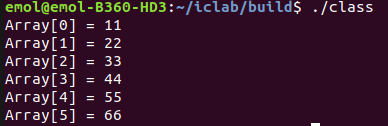 emol@emol-B360-HD3:~/iclab/build$ ./class
Array[0] = 11
Array[1] = 22
Array[2] = 33
Array[3] = 44
Array[4] = 55
Array[5] = 66